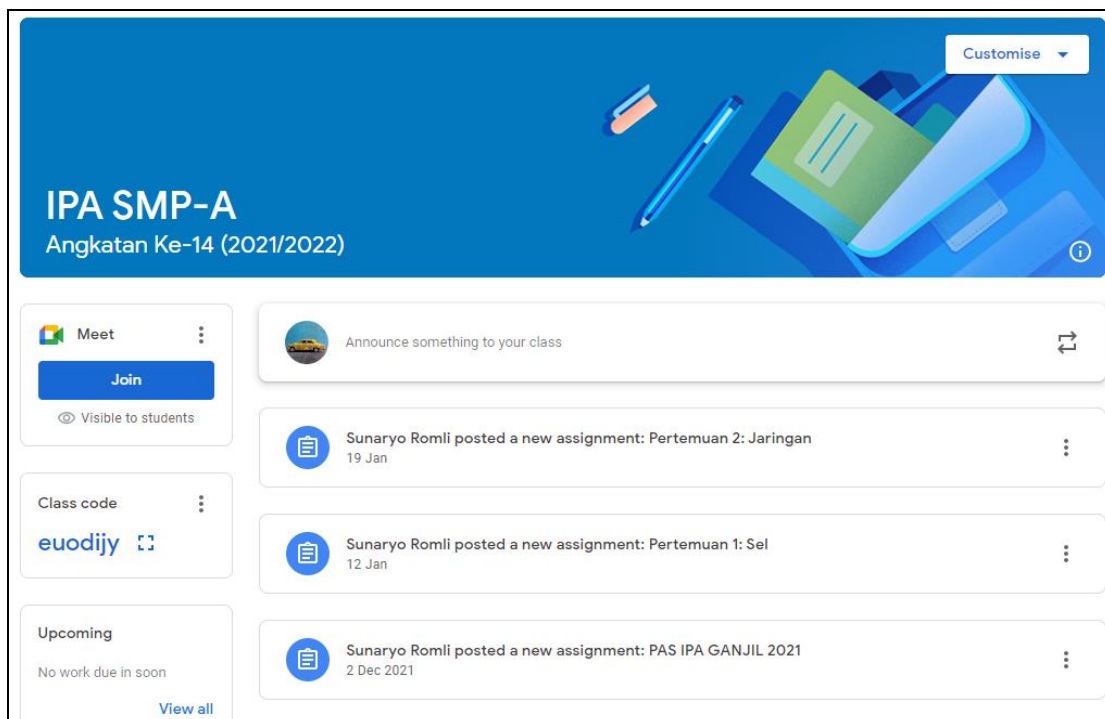 Customise
IPA SMP-A
Angkatan Ke-14 (2021/2022)
Meet
Join
Visible to students
Class code
euodijy
Upcoming
No work due in soon
View all
Announce something to your class
Sunaryo Romli posted a new assignment: Pertemuan 2: Jaringan
19 Jan
Sunaryo Romli posted a new assignment: Pertemuan 1: Sel
12 Jan
Sunaryo Romli posted a new assignment: PAS IPA GANJIL 2021
2 Dec 2021